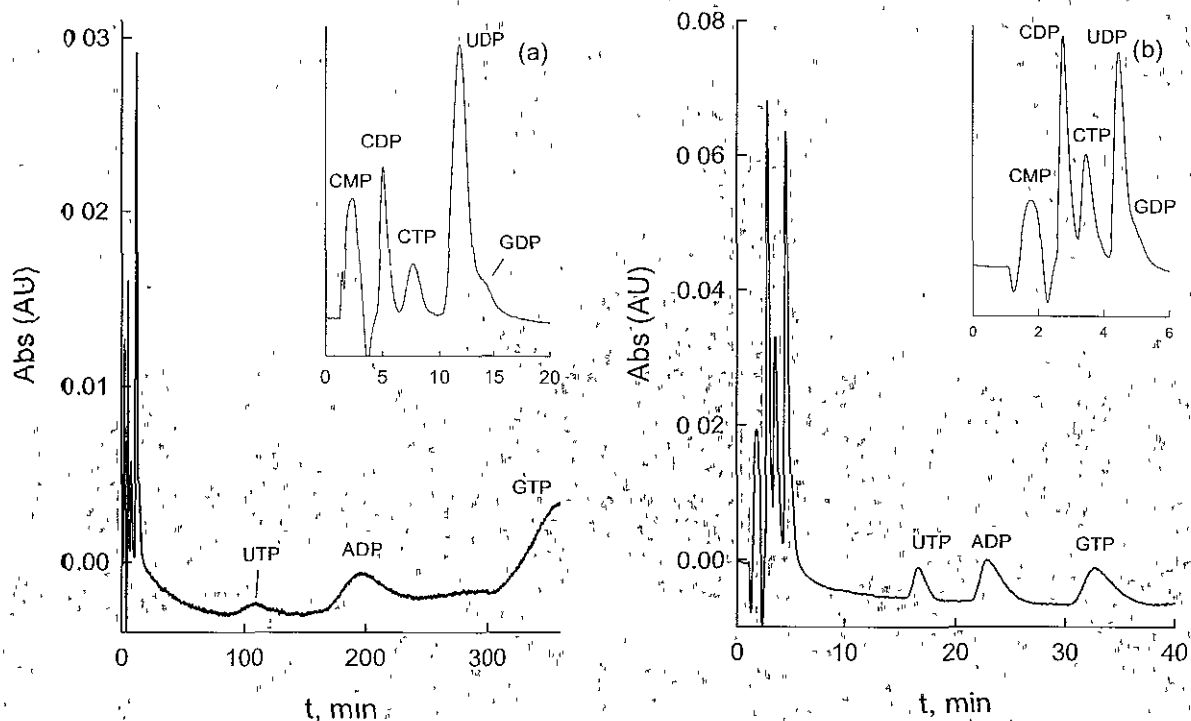 0 03
0 02
0 01
0.00
Abs (AU)
0
100
200
300
t, min
UTP
ADP
GTP
(a)
CMP
CDP
CTP
UDP
GDP
0
5
10
15
20
0.08
0.06
0.04
0.02
0.00
Abs (AU)
0
10
20
30
40
t, min
UTP
ADP
GTP
(b)
CMP
CDP
CTP
UDP
GDP
0
2
4
6